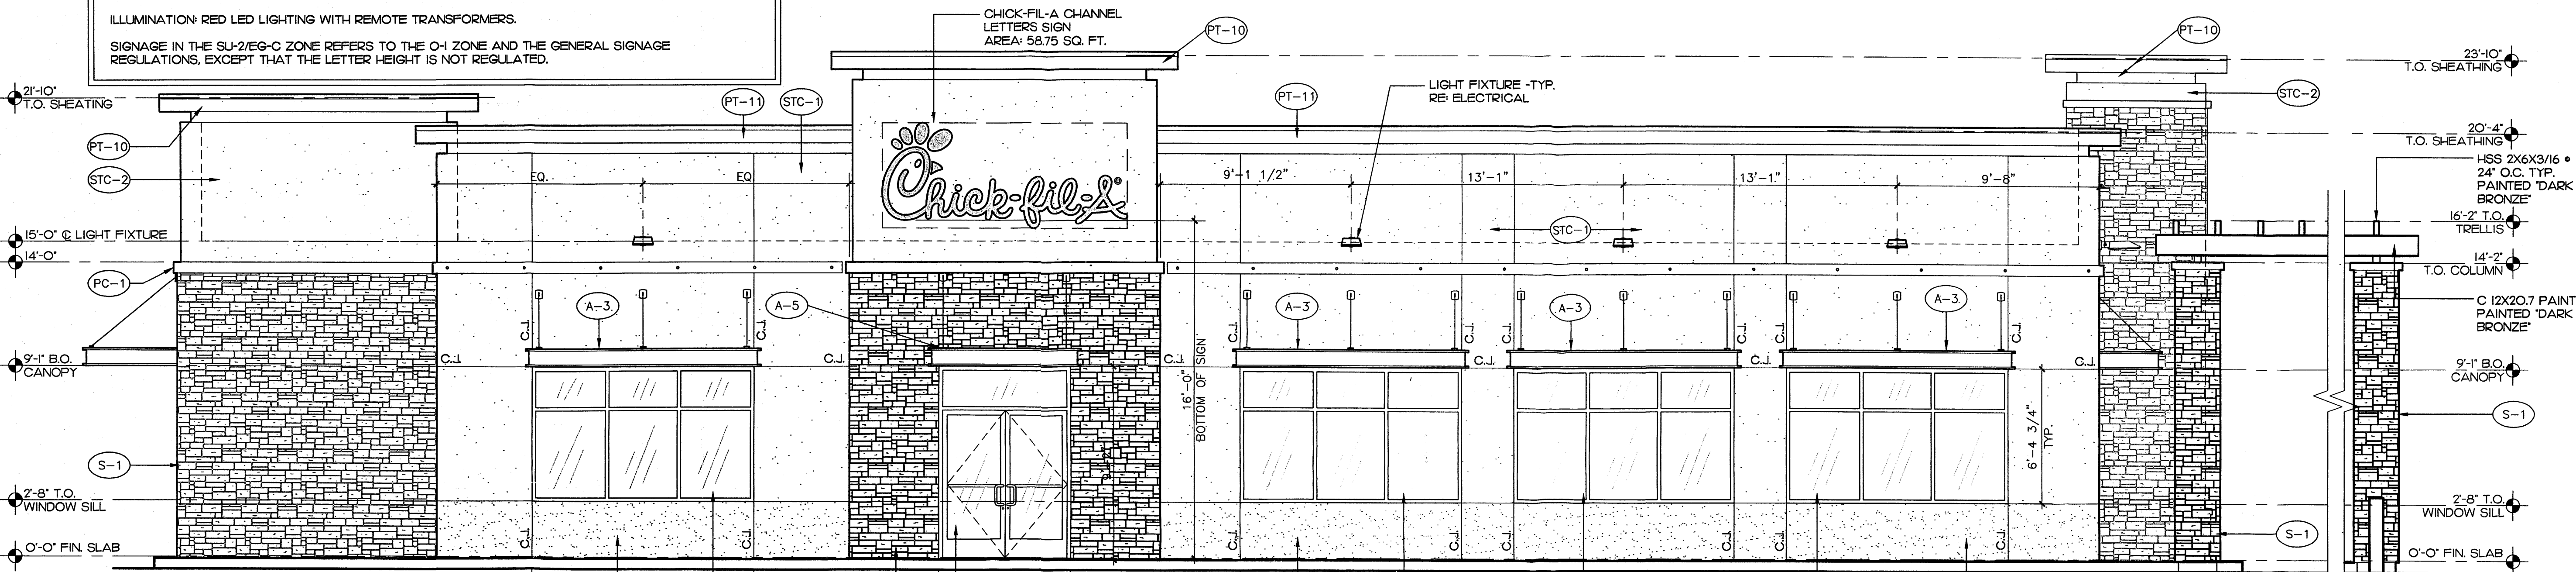 ILLUMINATION: RED LED LIGHTING WITH REMOTE TRANSFORMERS.
SIGNAGE IN THE SU-2/EG-C ZONE REFERS TO THE O-1 ZONE AND THE GENERAL SIGNAGE
REGULATIONS, EXCEPT THAT THE LETTER HEIGHT IS NOT REGULATED.
CHICK-FIL-A CHANNEL
LETTERS SIGN
AREA: 58.75 SQ. FT.
PT-10
PT-10
23'-10"
T.O. SHEATHING
21'-10"
T.O. SHEATING
PT-11
STC-1
PT-11
LIGHT FIXTURE -TYP.
RE: ELECTRICAL
STC-2
PT-10
20'-4"
T.O. SHEATHING
STC-2
EQ.
EQ
Chick-fil-A®
9'-1 1/2"
13'-1"
13'-1"
9'-8"
HSS 2X6X3/16 @
24" O.C. TYP.
PAINTED "DARK
BRONZE"
16'-2" T.O.
TRELLIS
15'-0" ℄ LIGHT FIXTURE
STC-1
14'-0"
14'-2"
T.O. COLUMN
PC-1
A-3
A-5
A-3
A-3
A-3
C 12X20.7 PAINT
PAINTED "DARK
BRONZE"
C.J.
C.J.
C.J.
C.J.
C.J.
C.J.
C.J.
C.J.
9'-1" B.O.
CANOPY
C.J.
C.J.
C.J.
C.J.
C.J.
C.J.
9'-1" B.O.
CANOPY
16'-0"
BOTTOM OF SIGN
6'-4 3/4"
TYP.
S-1
S-1
2'-8" T.O.
WINDOW SILL
2'-8" T.O.
WINDOW SILL
C.J.
C.J.
C.J.
C.J.
C.J.
C.J.
C.J.
C.J.
S-1
0'-0" FIN. SLAB
0'-0" FIN. SLAB